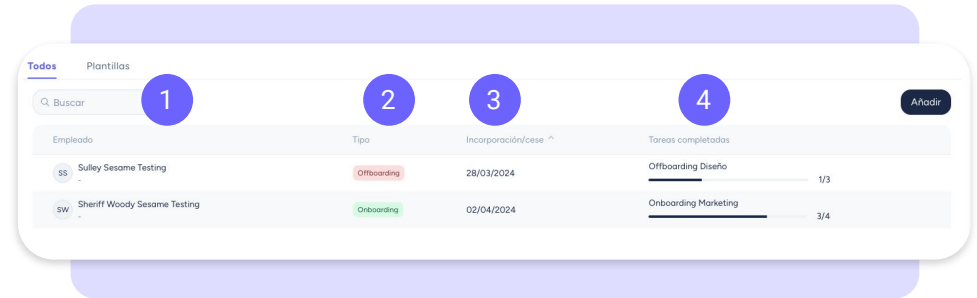 Todos Plantillas
Buscar 1 2 3 4 Añadir
Empleado Tipo Incorporación/cese Tareas completadas
SS Sulley Sesame Testing Offboarding 28/03/2024 Offboarding Diseño
- 1/3
SW Sheriff Woody Sesame Testing Onboarding 02/04/2024 Onboarding Marketing
- 3/4